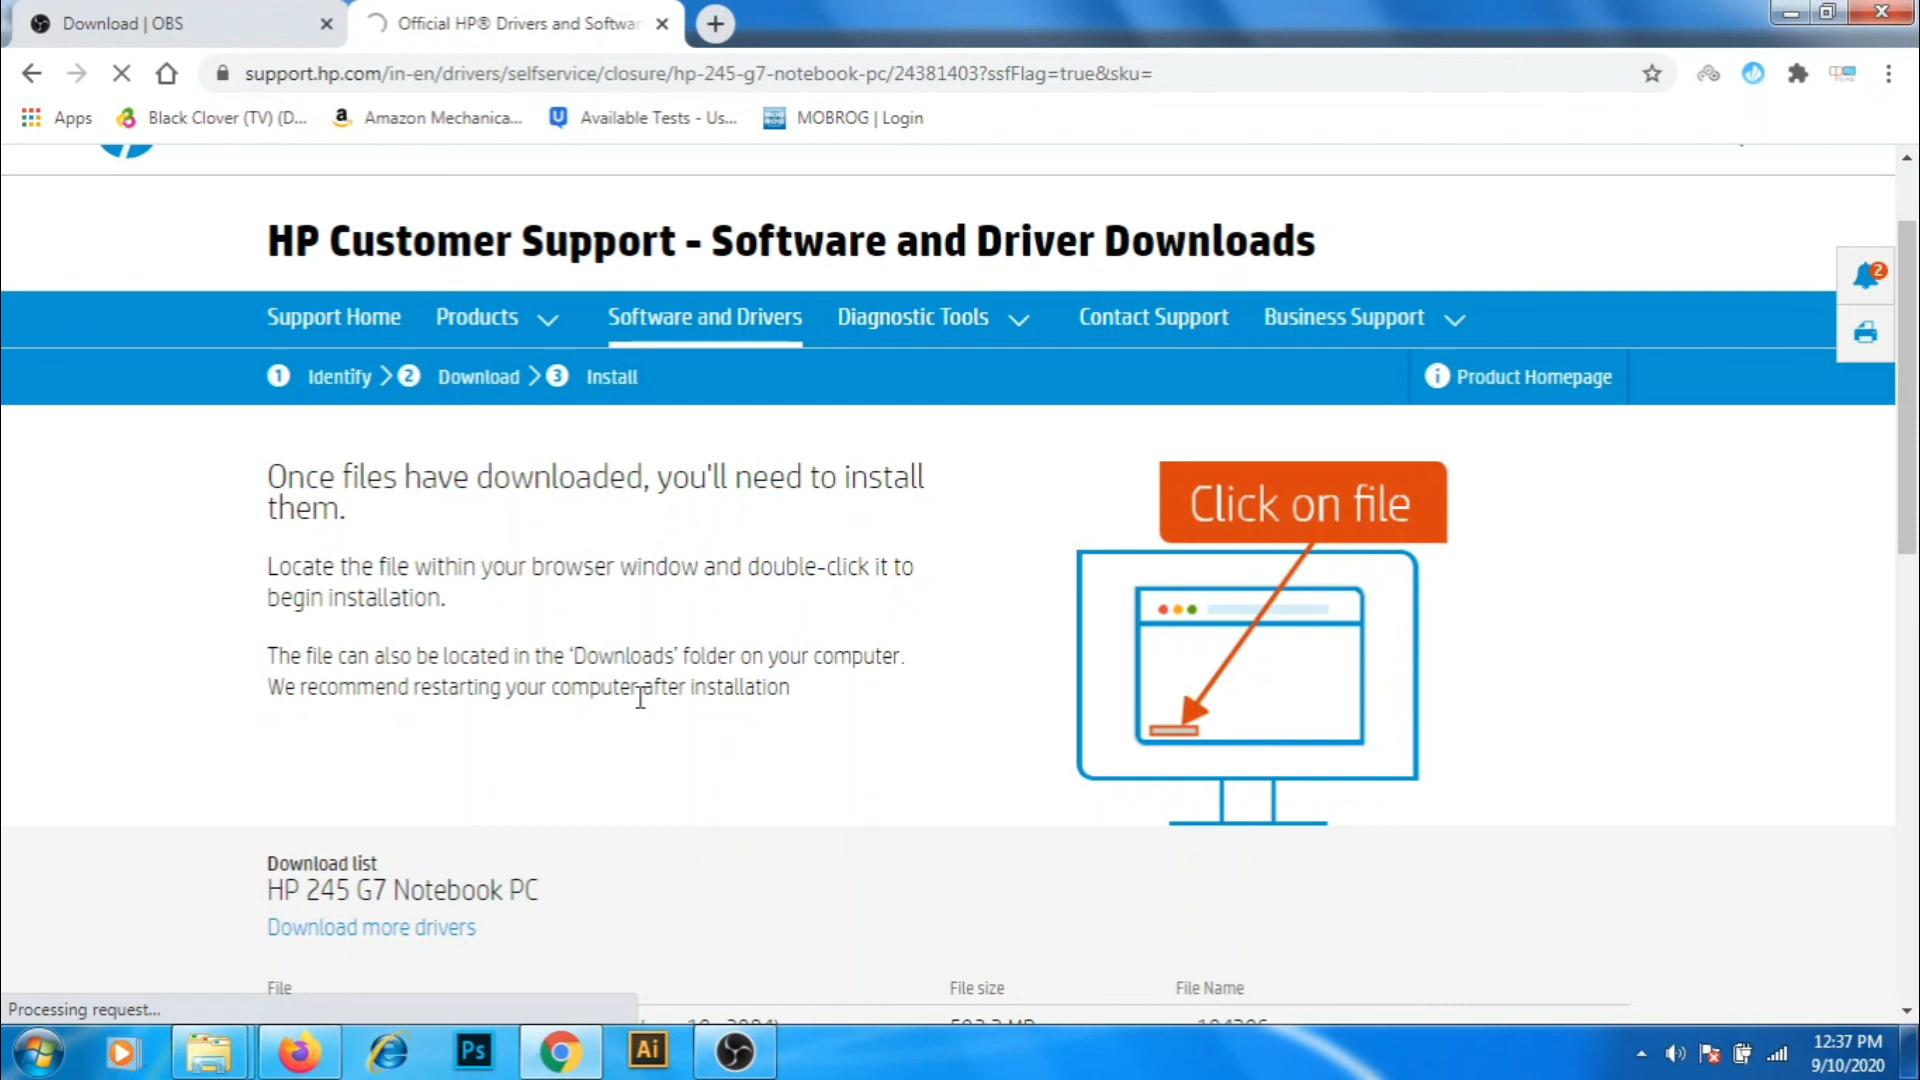 Download | OBS
Official HP® Drivers and Softwar
support.hp.com/in-en/drivers/selfservice/closure/hp-245-g7-notebook-pc/24381403?ssfFlag=true&sku=
Apps
Black Clover (TV) (D...
Amazon Mechanica...
Available Tests - Us...
MOBROG | Login
HP Customer Support - Software and Driver Downloads
2
Support Home
Products
Software and Drivers
Diagnostic Tools
Contact Support
Business Support
1 Identify 2 Download 3 Install
Product Homepage
Once files have downloaded, you'll need to install
them.
Click on file
Locate the file within your browser window and double-click it to
begin installation.
The file can also be located in the ‘Downloads’ folder on your computer.
We recommend restarting your computer after installation
Download list
HP 245 G7 Notebook PC
Download more drivers
File
File size
File Name
Processing request...
Ps
Ai
12:37 PM
9/10/2020